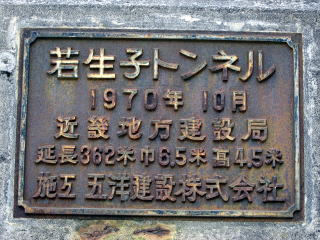 若生子トンネル
1970年 10月
近畿地方建設局
延長362米巾6.5米高4.5米
施工 五洋建設株式会社